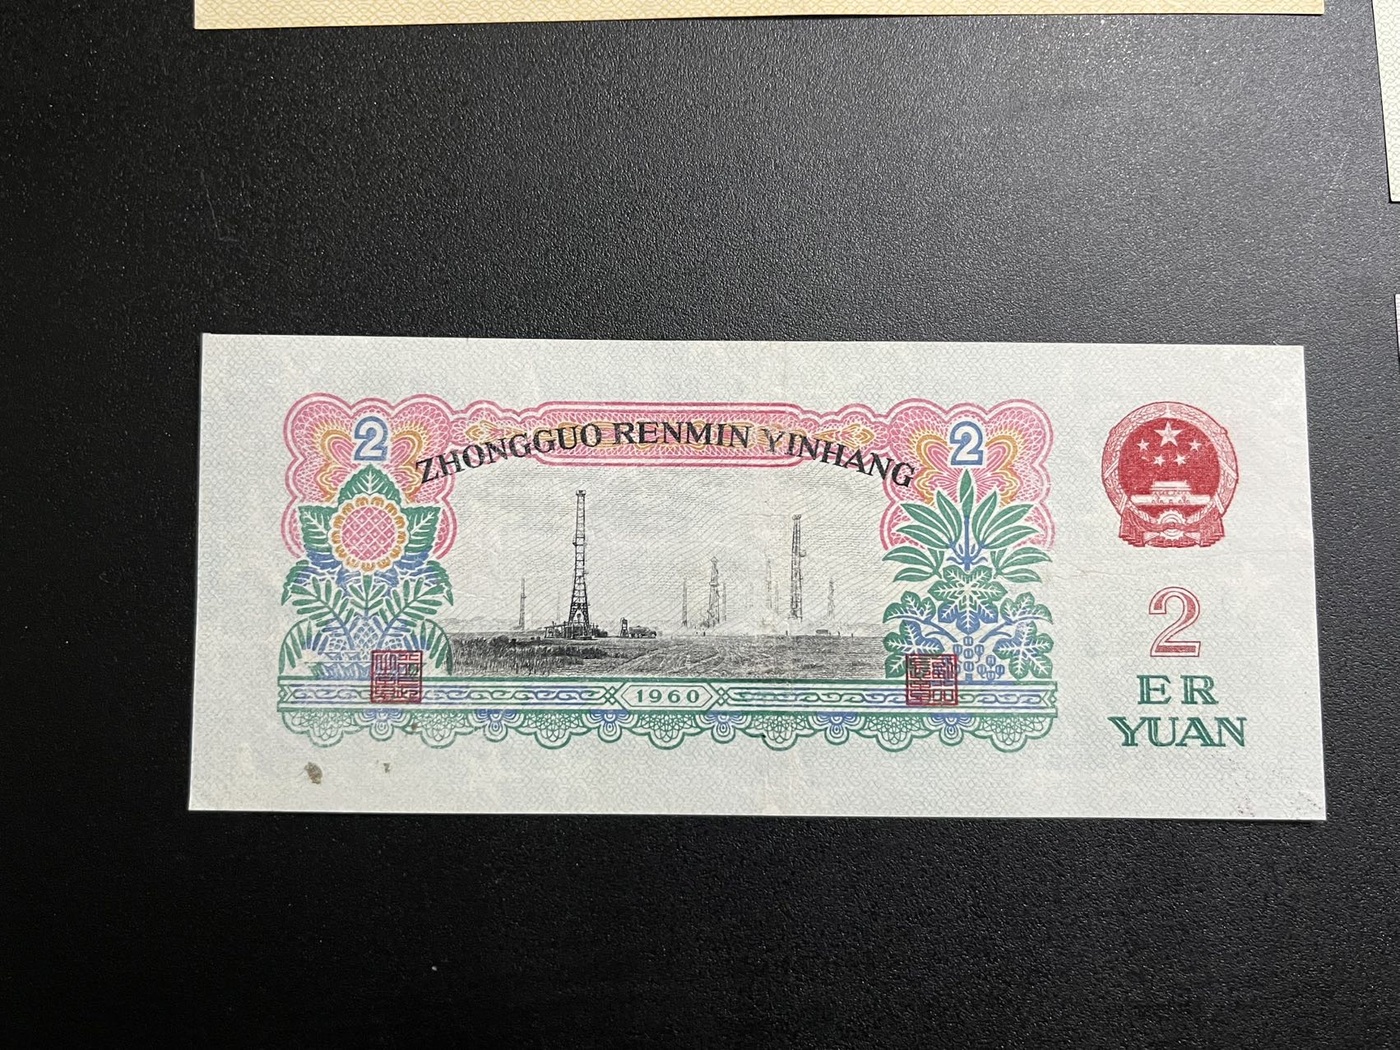 2
2
ZHONGGUO RENMIN YINHANG
1960
2
ER
YUAN